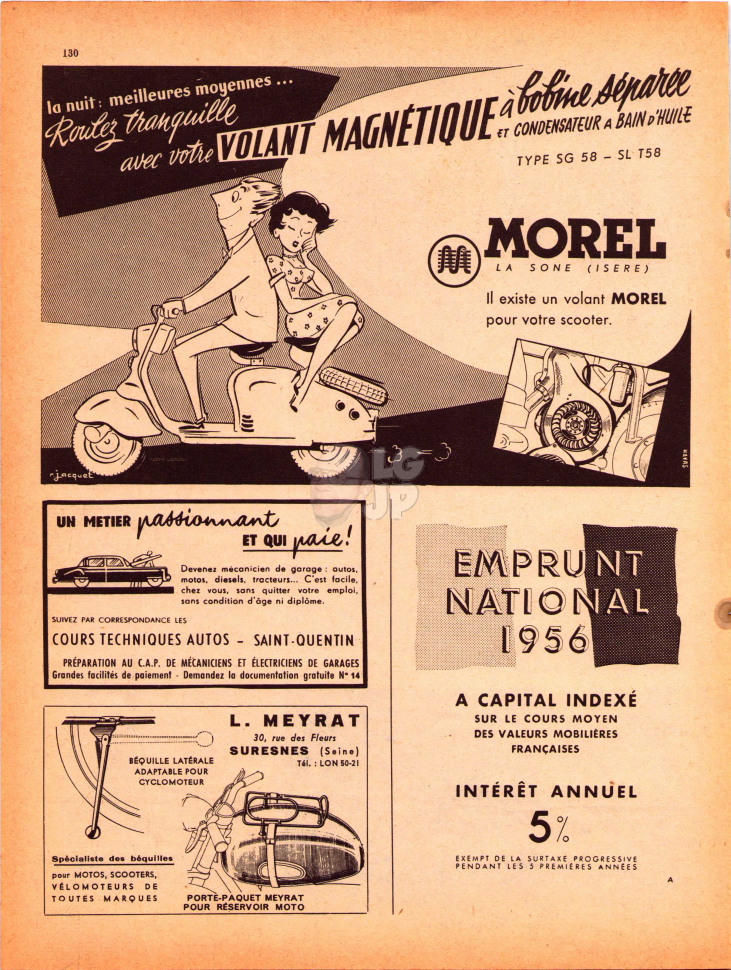 130
la nuit : meilleures moyennes ...
Roulez tranquille
avec votre VOLANT MAGNÉTIQUE à bobine séparée
ET CONDENSATEUR A BAIN D'HUILE
TYPE SG 58 – SL T58
MOREL
LA SONE (ISERE)
Il existe un volant MOREL
pour votre scooter.
r. jacquet
HAVAS
LG
JP
UN METIER passionnant
ET QUI paie!
Devenez mécanicien de garage : autos,
motos, diesels, tracteurs... C'est facile,
chez vous, sans quitter votre emploi,
sans condition d'âge ni diplôme.
SUIVEZ PAR CORRESPONDANCE LES
COURS TECHNIQUES AUTOS – SAINT-QUENTIN
PRÉPARATION AU C.A.P. DE MÉCANICIENS ET ÉLECTRICIENS DE GARAGES
Grandes facilités de paiement - Demandez la documentation gratuite N° 14
L. MEYRAT
30, rue des Fleurs
SURESNES (Seine)
Tél. : LON 50-21
BÉQUILLE LATÉRALE
ADAPTABLE POUR
CYCLOMOTEUR
Spécialiste des béquilles
pour MOTOS, SCOOTERS,
VÉLOMOTEURS DE
TOUTES MARQUES
PORTE-PAQUET MEYRAT
POUR RÉSERVOIR MOTO
EMPRUNT
NATIONAL
1956
A CAPITAL INDEXÉ
SUR LE COURS MOYEN
DES VALEURS MOBILIÈRES
FRANÇAISES
INTÉRÊT ANNUEL
5%
EXEMPT DE LA SURTAXE PROGRESSIVE
PENDANT LES 5 PREMIÈRES ANNÉES
A